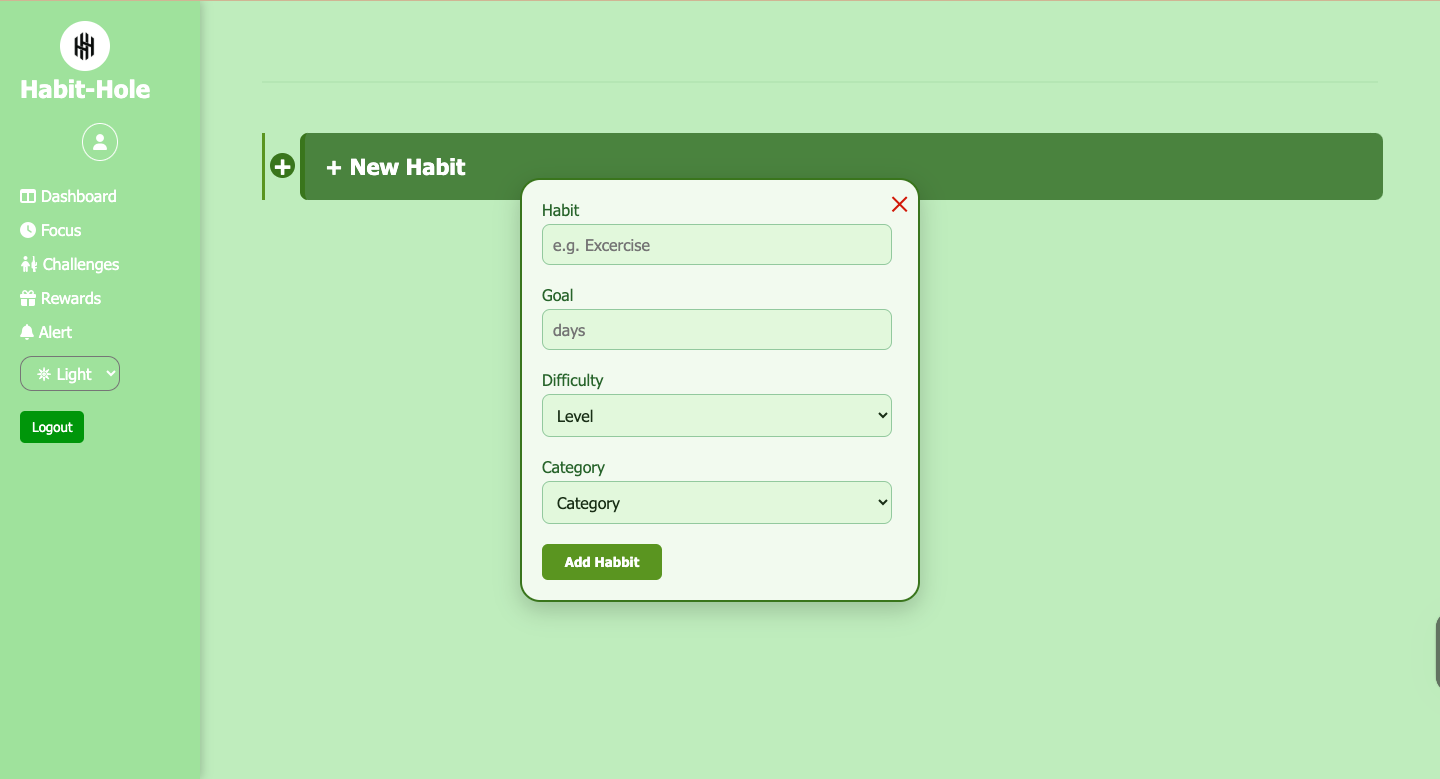 Habit-Hole
Dashboard
Focus
Challenges
Rewards
Alert
Light
Logout
+ New Habit
Habit
e.g. Excercise
Goal
days
Difficulty
Level
Category
Category
Add Habbit